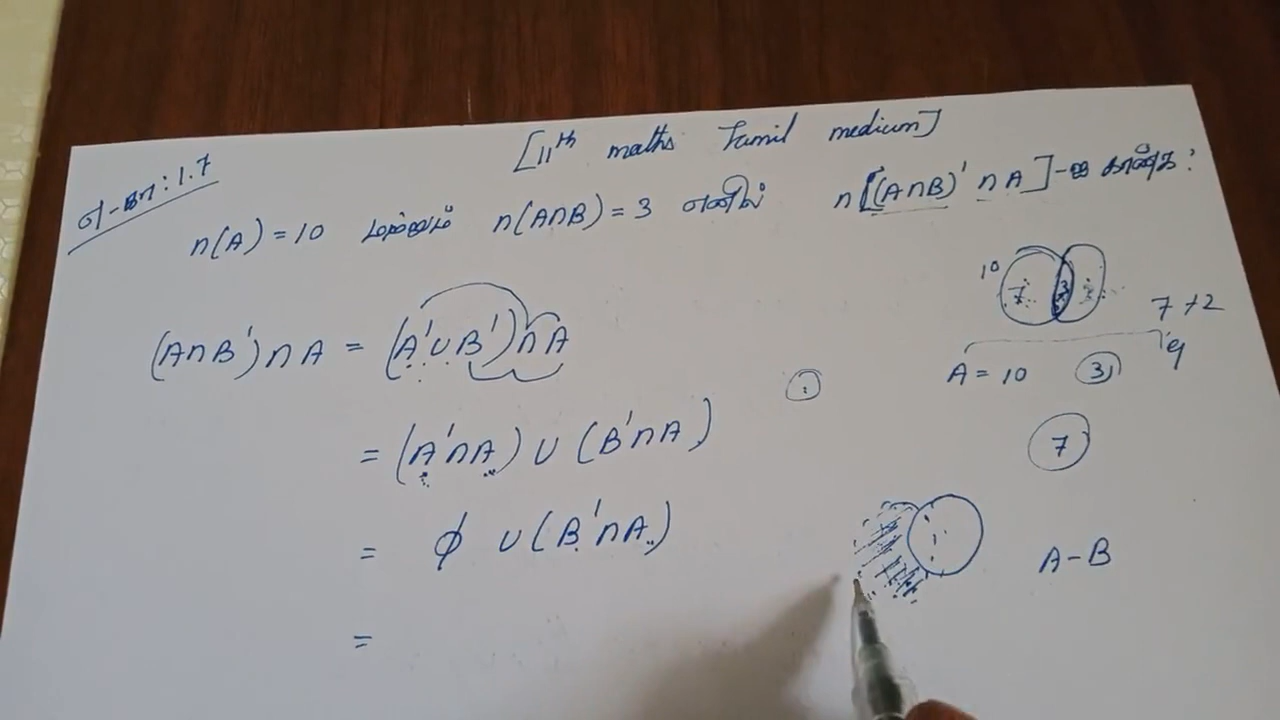 [11th maths Tamil medium]
எ-கா: 1.7
n(A) = 10 மற்றும் n(A∩B) = 3 எனில் n[(A∩B)' ∩ A] -ஐ காண்க:
10 7 3
7 + 2
9
(A∩B')∩A = (A'∪B')∩A
A = 10 3
= (A'∩A) ∪ (B'∩A)
7
= ϕ ∪ (B'∩A)
A-B
=